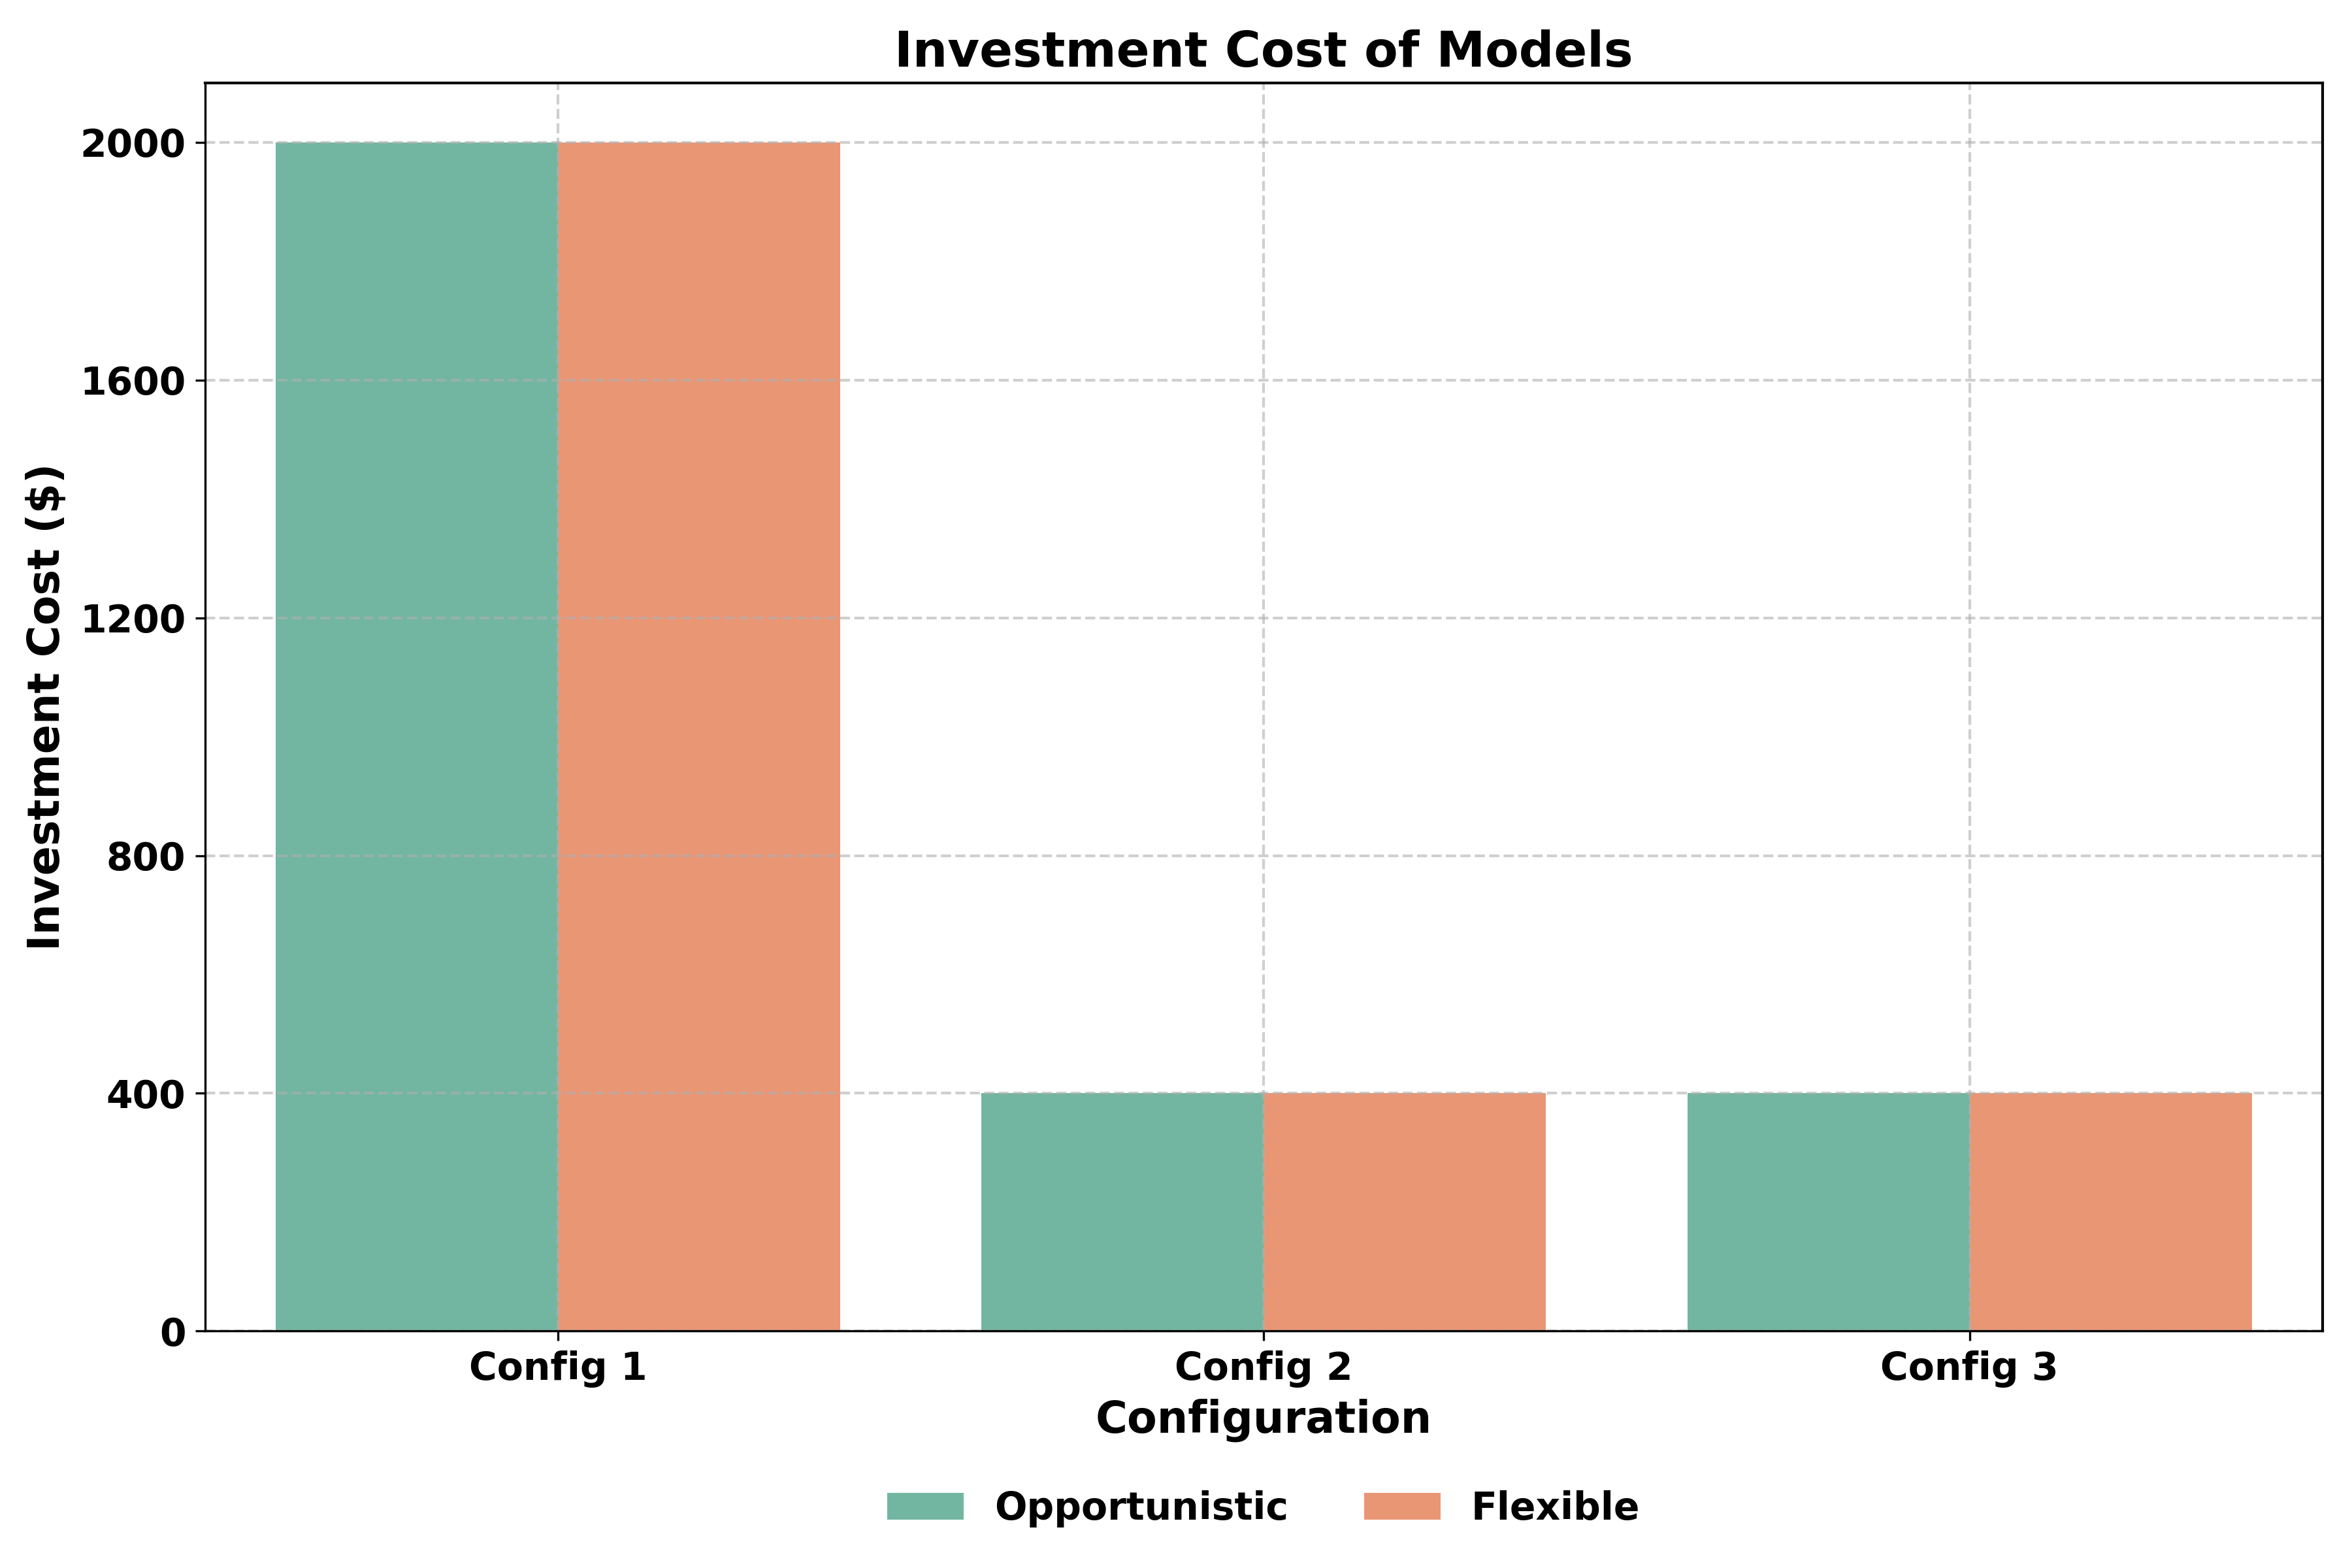 Investment Cost of Models
Investment Cost ($)
2000
1600
1200
800
400
0
Config 1 Config 2 Config 3
Configuration
Opportunistic Flexible